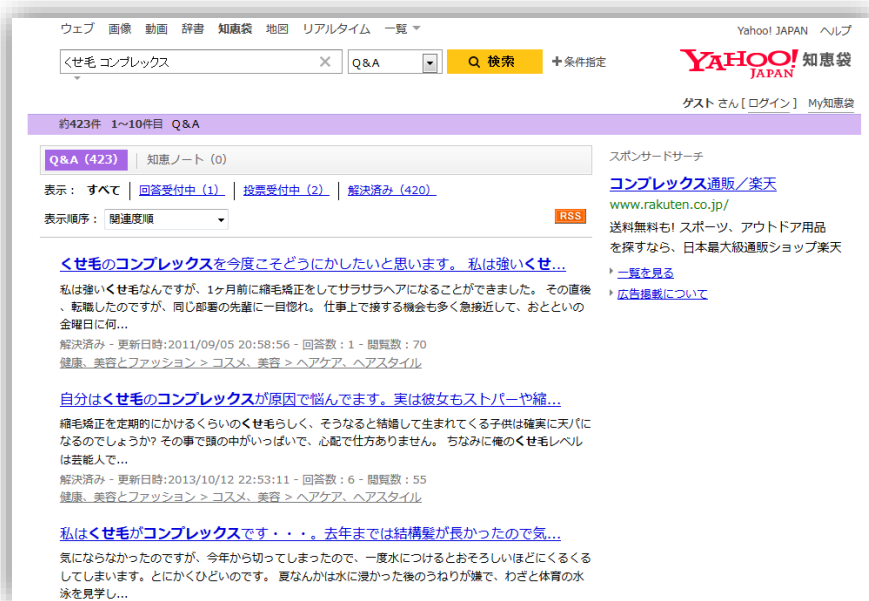 ウェブ 画像 動画 辞書 知恵袋 地図 リアルタイム 一覧
Yahoo! JAPAN ヘルプ
くせ毛 コンプレックス
Q&A
検索
+条件指定
YAHOO! JAPAN 知恵袋
ゲスト さん [ ログイン ] My知恵袋
約423件 1~10件目 Q&A
Q&A (423) 知恵ノート (0)
表示： すべて 回答受付中 (1) 投票受付中 (2) 解決済み (420)
表示順序： 関連度順
RSS
くせ毛のコンプレックスを今度こそどうにかしたいと思います。 私は強いくせ...
私は強いくせ毛なんですが、1ヶ月前に縮毛矯正をしてサラサラヘアになることができました。 その直後
、転職したのですが、同じ部署の先輩に一目惚れ。 仕事上で接する機会も多く急接近して、おとといの
金曜日に何...
解決済み - 更新日時:2011/09/05 20:58:56 - 回答数：1 - 閲覧数：70
健康、美容とファッション > コスメ、美容 > ヘアケア、ヘアスタイル
自分はくせ毛のコンプレックスが原因で悩んでます。実は彼女もストパーや縮...
縮毛矯正を定期的にかけるくらいのくせ毛らしく、そうなると結婚して生まれてくる子供は確実に天パに
なるのでしょうか? その事で頭の中がいっぱいで、心配で仕方ありません。 ちなみに俺のくせ毛レベル
は芸能人で...
解決済み - 更新日時:2013/10/12 22:53:11 - 回答数：6 - 閲覧数：55
健康、美容とファッション > コスメ、美容 > ヘアケア、ヘアスタイル
私はくせ毛がコンプレックスです・・・。去年までは結構髪が長かったので気...
気にならなかったのですが、今年から切ってしまったので、一度水につけるとおそろしいほどにくるくる
してしまいます。とにかくひどいのです。 夏なんかは水に浸かった後のうねりが嫌で、わざと体育の水
泳を見学し...
スポンサードサーチ
コンプレックス通販／楽天
www.rakuten.co.jp/
送料無料も! スポーツ、アウトドア用品
を探すなら、日本最大級通販ショップ楽天
一覧を見る
広告掲載について